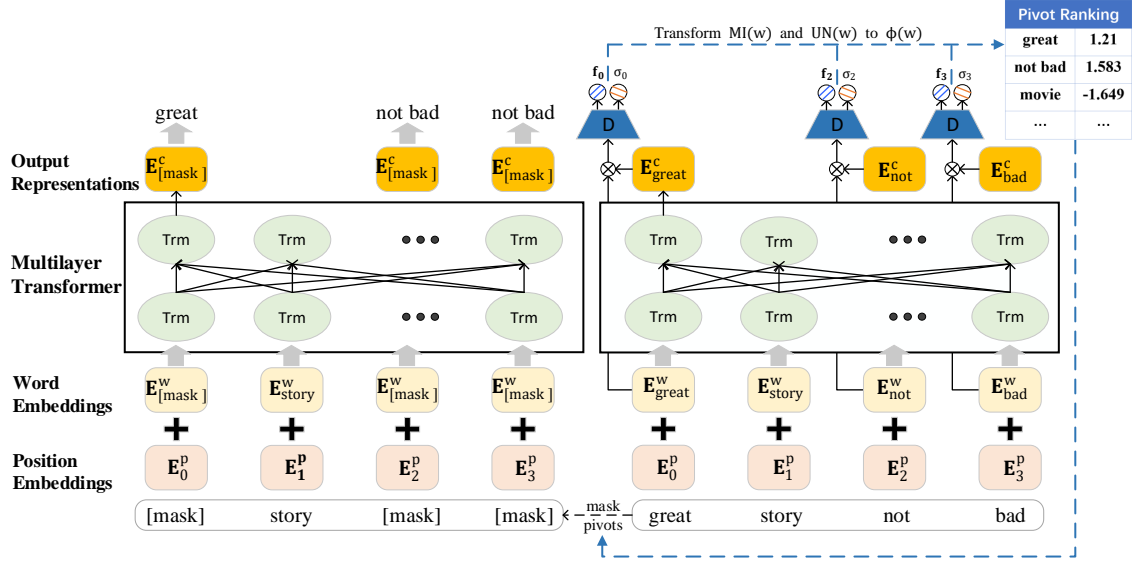 Transform MI(w) and UN(w) to ϕ(w)
Pivot Ranking
great 1.21
not bad 1.583
movie -1.649
... ...
f₀ σ₀ f₂ σ₂ f₃ σ₃
D D D
great not bad not bad
Output
Representations
E^c_[mask] E^c_[mask] E^c_[mask] E^c_great E^c_not E^c_bad
Multilayer
Transformer
Trm Trm ••• Trm Trm Trm ••• Trm
Trm Trm ••• Trm Trm Trm ••• Trm
Word
Embeddings
E^w_[mask] E^w_story E^w_[mask] E^w_[mask] E^w_great E^w_story E^w_not E^w_bad
+ + + + + + + +
Position
Embeddings
E^p_0 E^p_1 E^p_2 E^p_3 E^p_0 E^p_1 E^p_2 E^p_3
[mask] story [mask] [mask]
mask
pivots
great story not bad